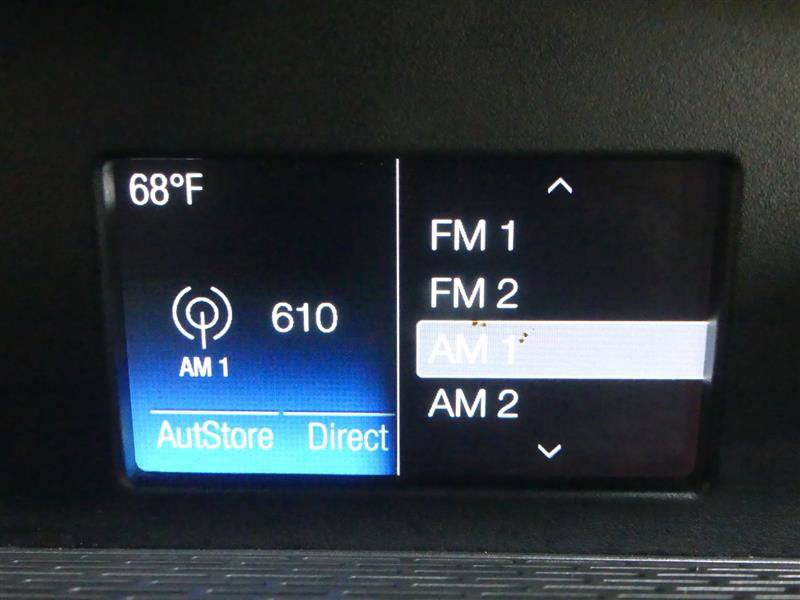 68°F
610
AM 1
AutStore
Direct
FM 1
FM 2
AM 1
AM 2